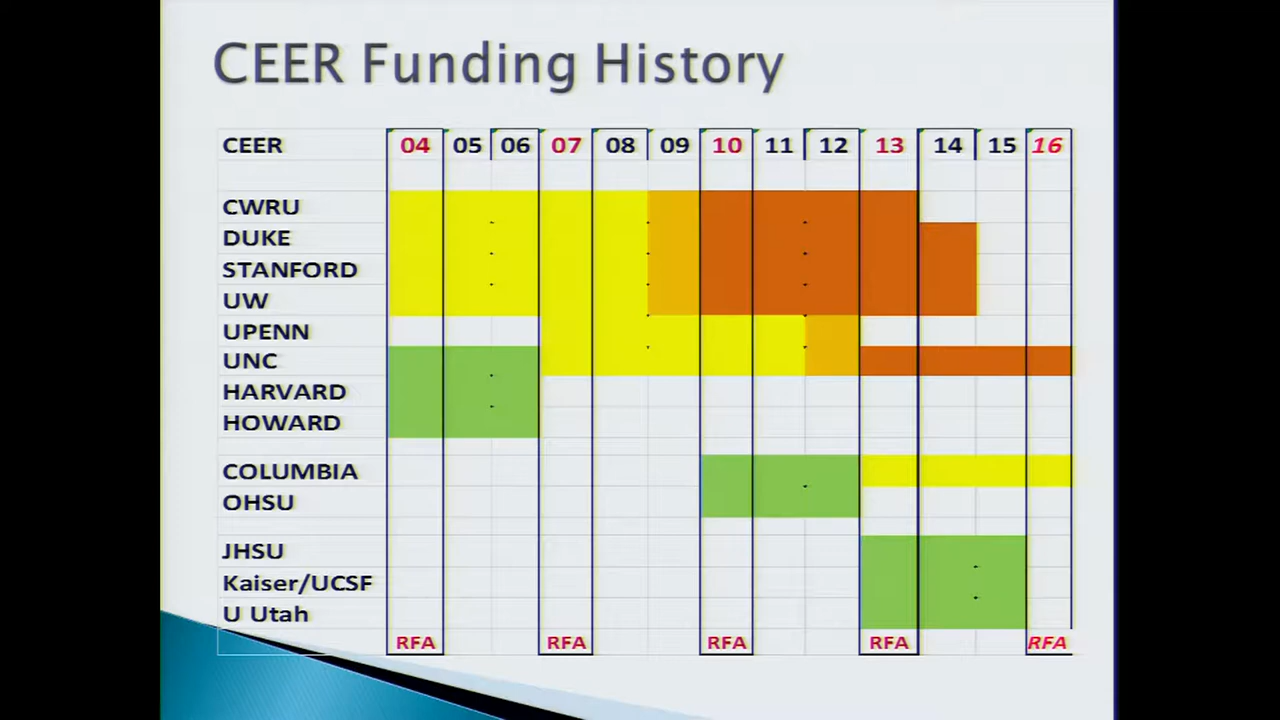 CEER Funding History
CEER 04 05 06 07 08 09 10 11 12 13 14 15 16
CWRU
DUKE
STANFORD
UW
UPENN
UNC
HARVARD
HOWARD
COLUMBIA
OHSU
JHSU
Kaiser/UCSF
U Utah
RFA RFA RFA RFA RFA